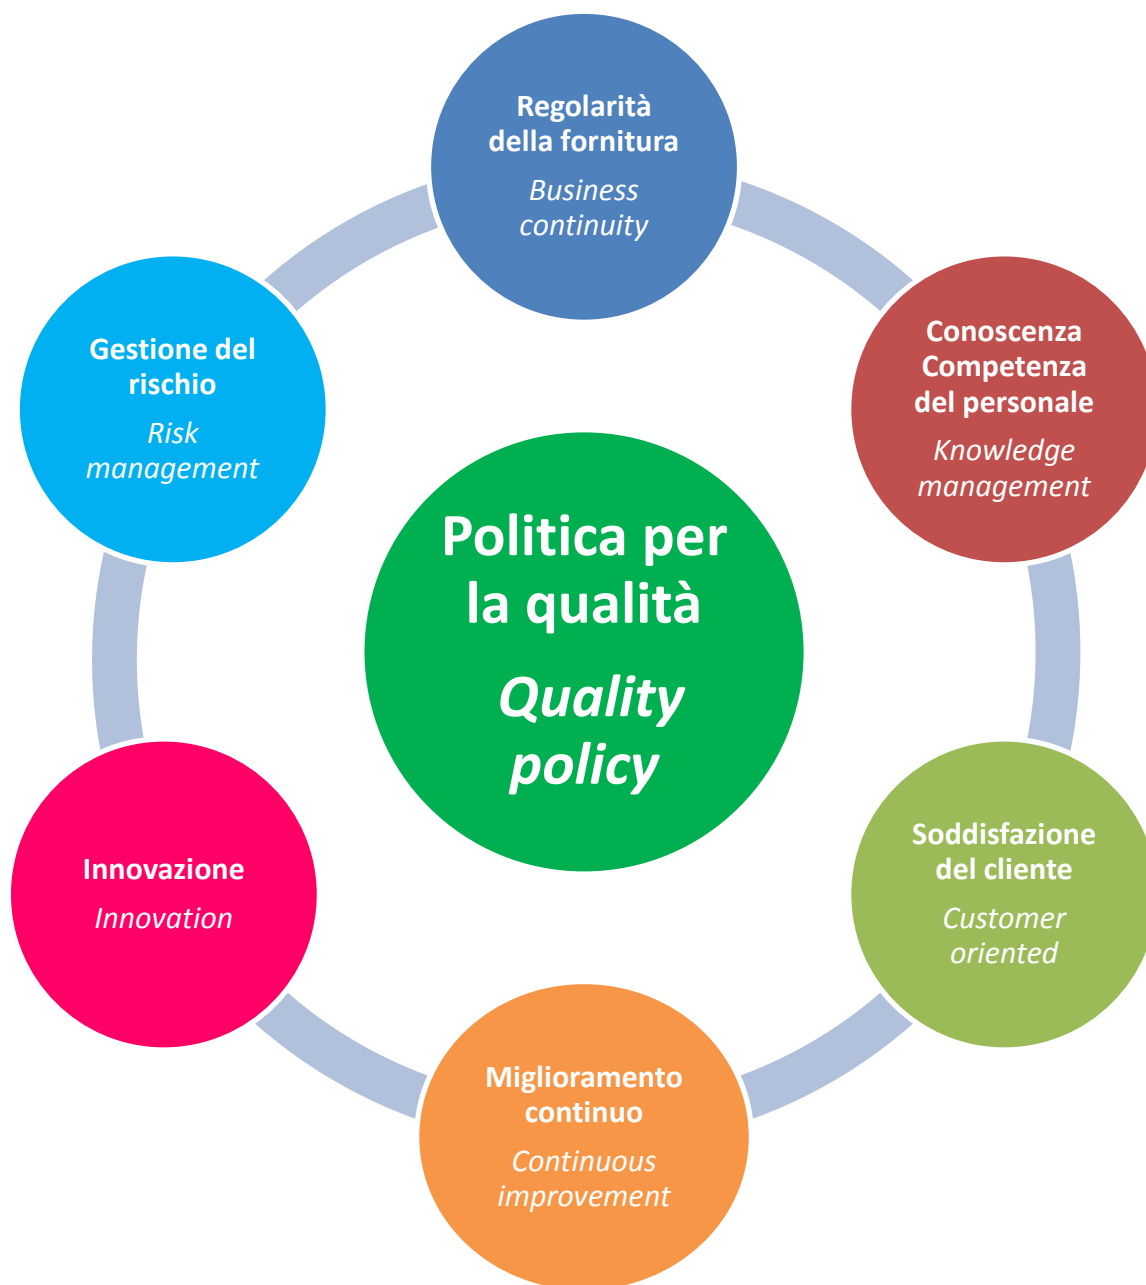 Regolarità
della fornitura
Business
continuity
Conoscenza
Competenza
del personale
Knowledge
management
Gestione del
rischio
Risk
management
Politica per
la qualità
Quality
policy
Soddisfazione
del cliente
Customer
oriented
Innovazione
Innovation
Miglioramento
continuo
Continuous
improvement